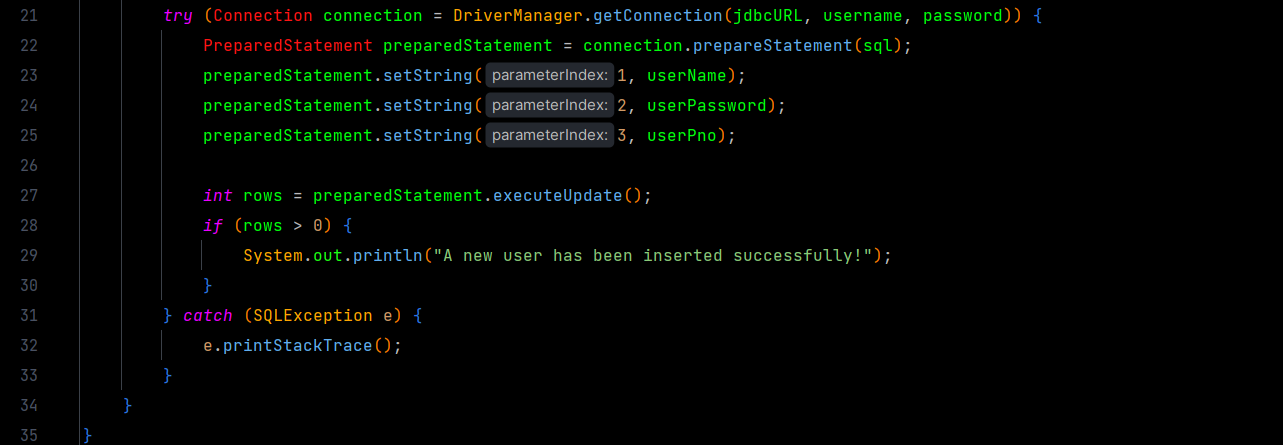 21 try (Connection connection = DriverManager.getConnection(jdbcURL, username, password)) {
22 PreparedStatement preparedStatement = connection.prepareStatement(sql);
23 preparedStatement.setString( parameterIndex: 1, userName);
24 preparedStatement.setString( parameterIndex: 2, userPassword);
25 preparedStatement.setString( parameterIndex: 3, userPno);
26
27 int rows = preparedStatement.executeUpdate();
28 if (rows > 0) {
29 System.out.println("A new user has been inserted successfully!");
30 }
31 } catch (SQLException e) {
32 e.printStackTrace();
33 }
34 }
35 }